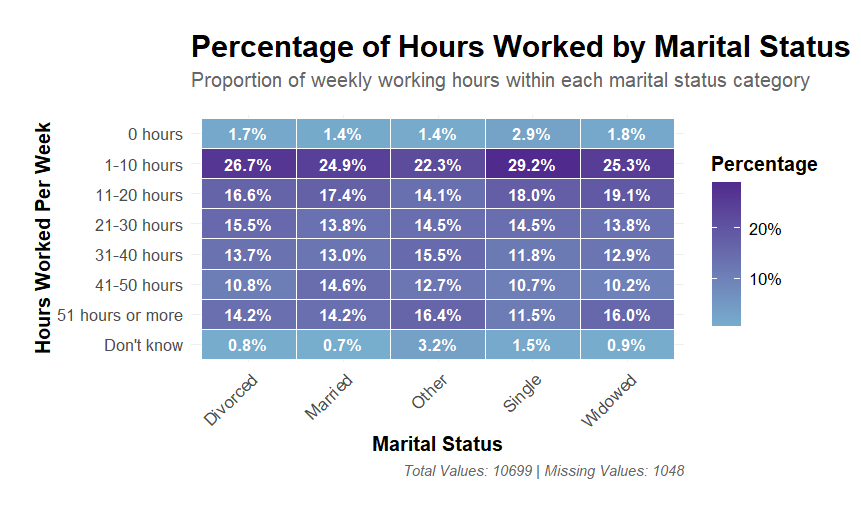 Percentage of Hours Worked by Marital Status
Proportion of weekly working hours within each marital status category
Hours Worked Per Week
0 hours 1.7% 1.4% 1.4% 2.9% 1.8%
1-10 hours 26.7% 24.9% 22.3% 29.2% 25.3%
11-20 hours 16.6% 17.4% 14.1% 18.0% 19.1%
21-30 hours 15.5% 13.8% 14.5% 14.5% 13.8%
31-40 hours 13.7% 13.0% 15.5% 11.8% 12.9%
41-50 hours 10.8% 14.6% 12.7% 10.7% 10.2%
51 hours or more 14.2% 14.2% 16.4% 11.5% 16.0%
Don't know 0.8% 0.7% 3.2% 1.5% 0.9%
Divorced Married Other Single Widowed
Marital Status
Percentage
20%
10%
Total Values: 10699 | Missing Values: 1048